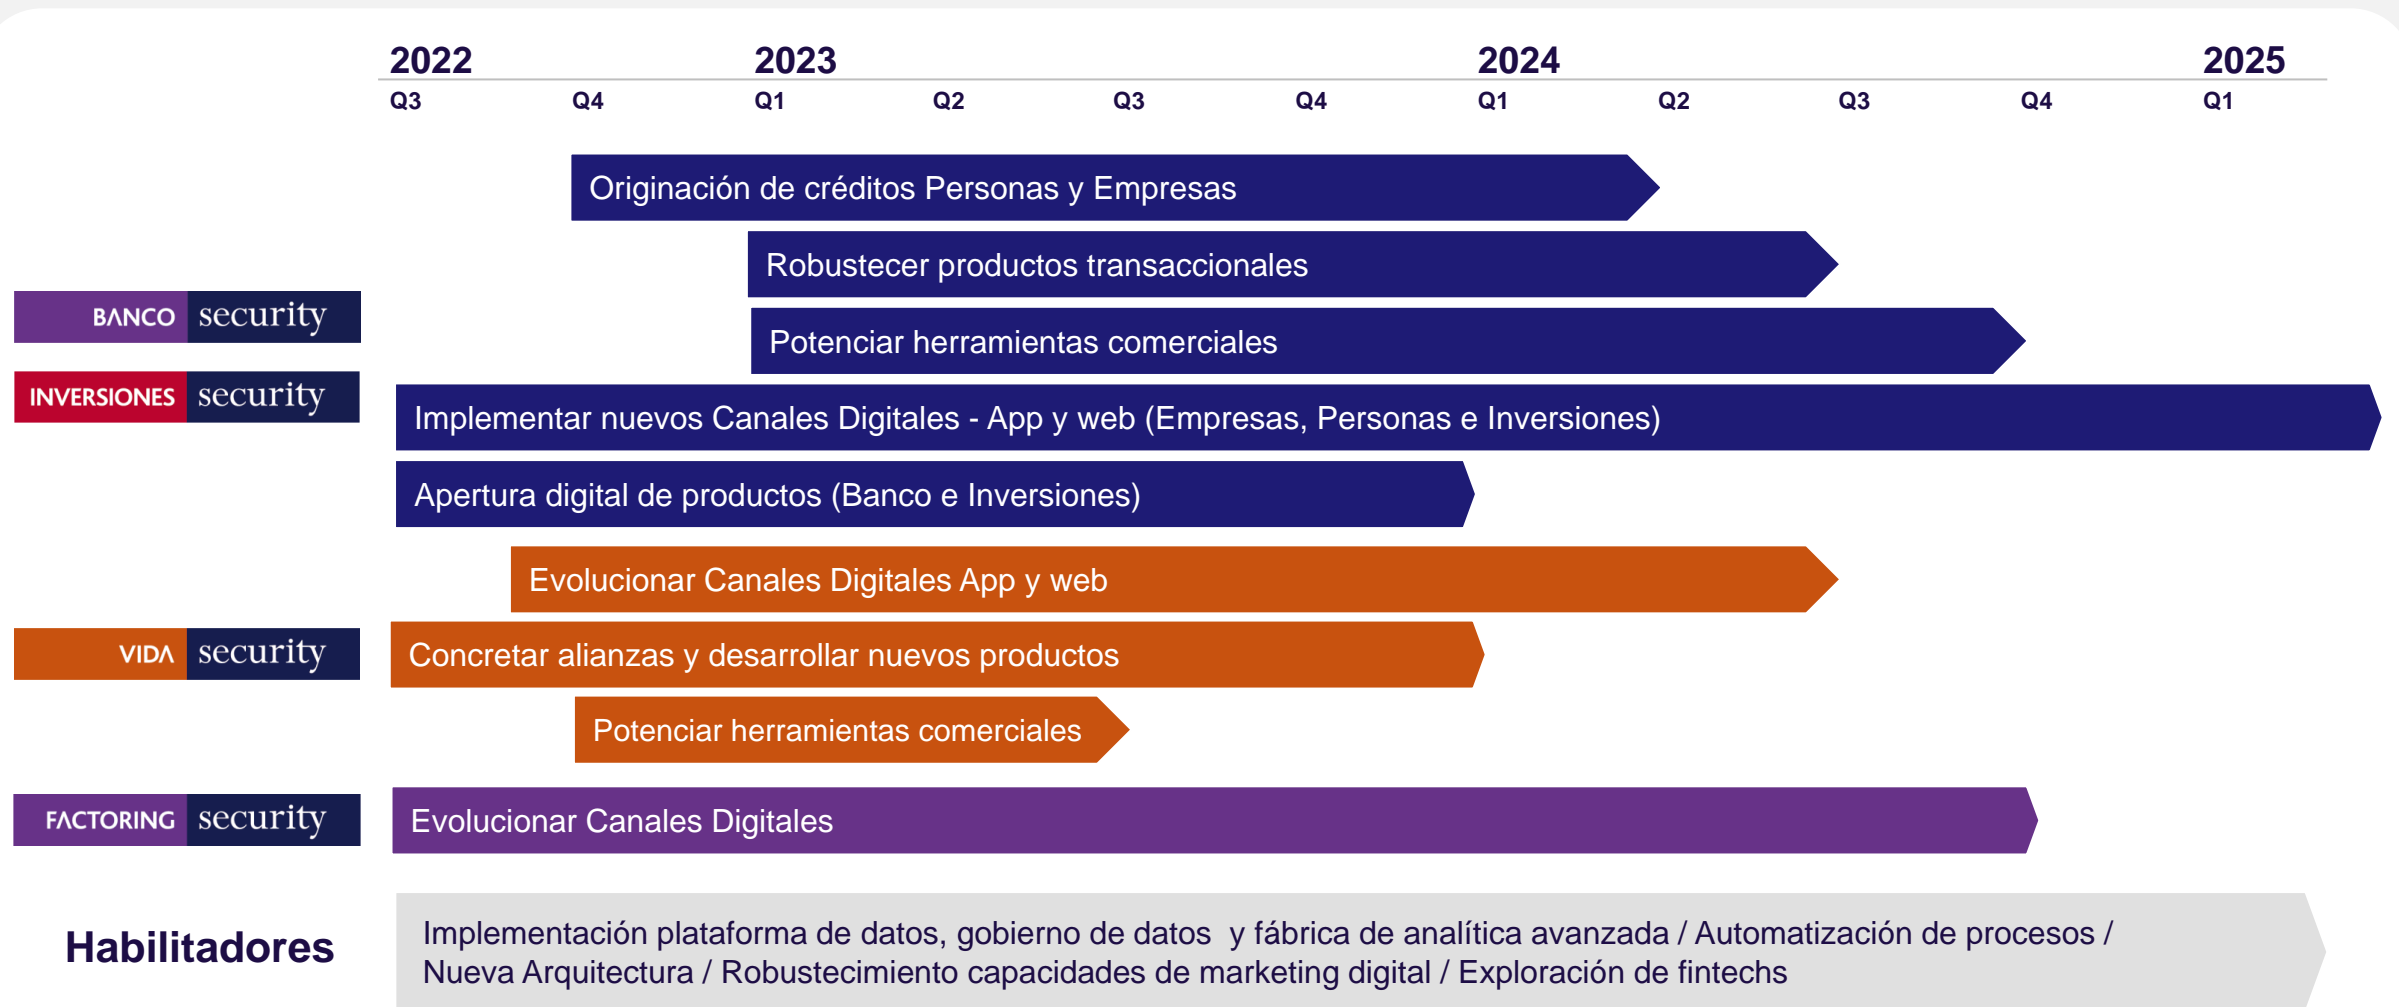 2022 2023 2024 2025
Q3 Q4 Q1 Q2 Q3 Q4 Q1 Q2 Q3 Q4 Q1
Originación de créditos Personas y Empresas
Robustecer productos transaccionales
BANCO security
Potenciar herramientas comerciales
INVERSIONES security
Implementar nuevos Canales Digitales - App y web (Empresas, Personas e Inversiones)
Apertura digital de productos (Banco e Inversiones)
Evolucionar Canales Digitales App y web
VIDA security
Concretar alianzas y desarrollar nuevos productos
Potenciar herramientas comerciales
FACTORING security
Evolucionar Canales Digitales
Habilitadores
Implementación plataforma de datos, gobierno de datos y fábrica de analítica avanzada / Automatización de procesos /
Nueva Arquitectura / Robustecimiento capacidades de marketing digital / Exploración de fintechs